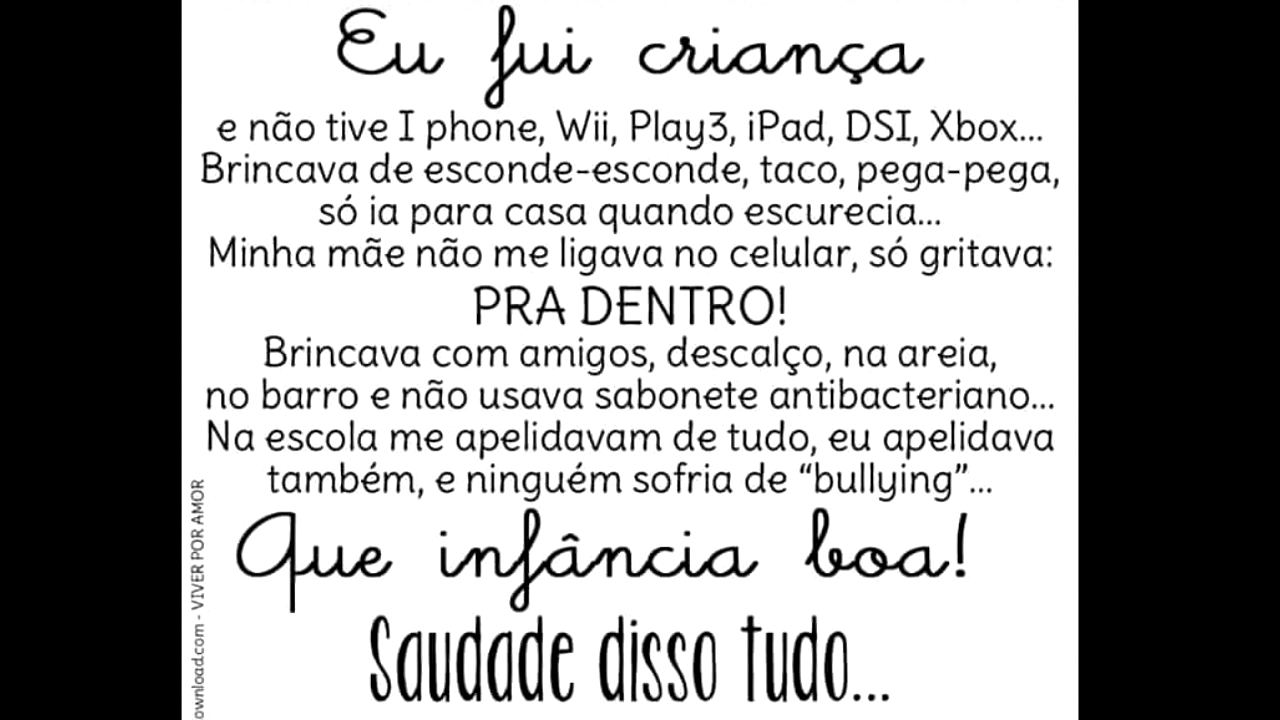 Eu fui criança
e não tive I phone, Wii, Play3, iPad, DSI, Xbox...
Brincava de esconde-esconde, taco, pega-pega,
só ia para casa quando escurecia...
Minha mãe não me ligava no celular, só gritava:
PRA DENTRO!
Brincava com amigos, descalço, na areia,
no barro e não usava sabonete antibacteriano...
Na escola me apelidavam de tudo, eu apelidava
também, e ninguém sofria de “bullying”...
Que infância boa!
Saudade disso tudo...
ownload.com - VIVER POR AMOR